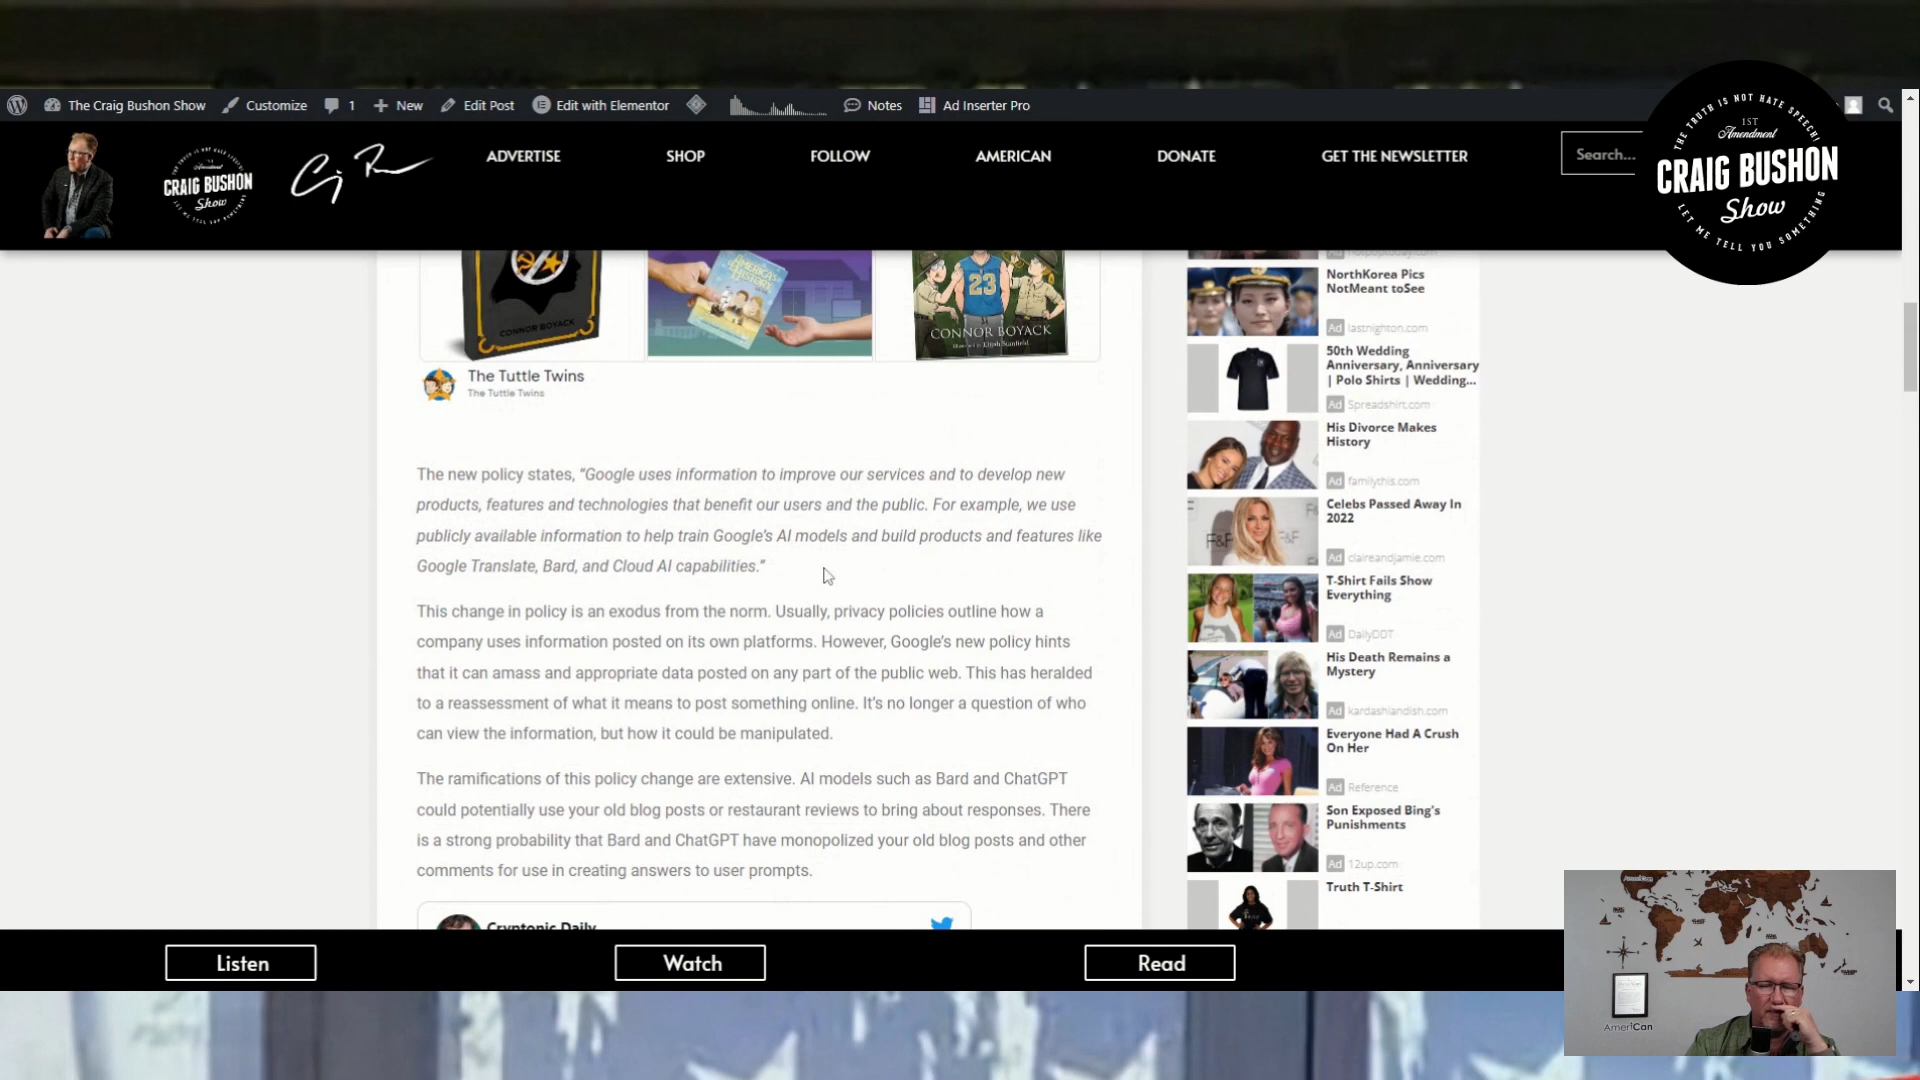 The Craig Bushon Show
Customize
1
New
Edit Post
Edit with Elementor
Notes
Ad Inserter Pro
THE TRUTH IS NOT HATE SPEECH!
1ST
Amendment
CRAIG BUSHON
Show
LET ME TELL YOU SOMETHING
CRAIG BUSHON
Show
ADVERTISE
SHOP
FOLLOW
AMERICAN
DONATE
GET THE NEWSLETTER
Search...
CONNOR BOYACK
AMERICA'S
HISTORY
23
CONNOR BOYACK
The Tuttle Twins
The Tuttle Twins
The new policy states, “Google uses information to improve our services and to develop new
products, features and technologies that benefit our users and the public. For example, we use
publicly available information to help train Google’s AI models and build products and features like
Google Translate, Bard, and Cloud AI capabilities.”
This change in policy is an exodus from the norm. Usually, privacy policies outline how a
company uses information posted on its own platforms. However, Google’s new policy hints
that it can amass and appropriate data posted on any part of the public web. This has heralded
to a reassessment of what it means to post something online. It’s no longer a question of who
can view the information, but how it could be manipulated.
The ramifications of this policy change are extensive. AI models such as Bard and ChatGPT
could potentially use your old blog posts or restaurant reviews to bring about responses. There
is a strong probability that Bard and ChatGPT have monopolized your old blog posts and other
comments for use in creating answers to user prompts.
Cryptonic Daily
NorthKorea Pics
NotMeant toSee
Ad lastnighton.com
50th Wedding
Anniversary, Anniversary
| Polo Shirts | Wedding...
Ad Spreadshirt.com
His Divorce Makes
History
Ad familythis.com
Celebs Passed Away In
2022
Ad claireandjamie.com
T-Shirt Fails Show
Everything
Ad DailyDDT
His Death Remains a
Mystery
Ad kardashiandish.com
Everyone Had A Crush
On Her
Ad Reference
Son Exposed Bing's
Punishments
Ad 12up.com
Truth T-Shirt
Listen
Watch
Read
AmeriCan